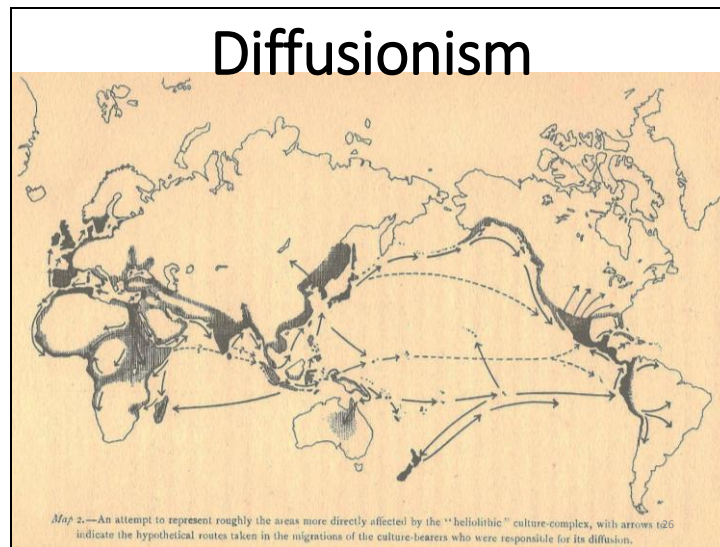 Diffusionism
Map 2.—An attempt to represent roughly the areas more directly affected by the "heliolithic" culture-complex, with arrows to
26
indicate the hypothetical routes taken in the migrations of the culture-bearers who were responsible for its diffusion.